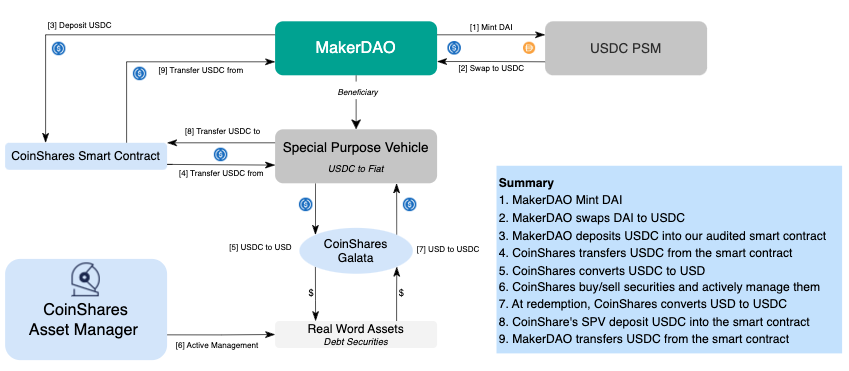 [3] Deposit USDC
[1] Mint DAI
MakerDAO
USDC PSM
[9] Transfer USDC from
[2] Swap to USDC
Beneficiary
[8] Transfer USDC to
CoinShares Smart Contract
Special Purpose Vehicle
USDC to Fiat
[4] Transfer USDC from
[5] USDC to USD
CoinShares
Galata
[7] USD to USDC
$
$
CoinShares
Asset Manager
Real Word Assets
Debt Securities
[6] Active Management
Summary
1. MakerDAO Mint DAI
2. MakerDAO swaps DAI to USDC
3. MakerDAO deposits USDC into our audited smart contract
4. CoinShares transfers USDC from the smart contract
5. CoinShares converts USDC to USD
6. CoinShares buy/sell securities and actively manage them
7. At redemption, CoinShares converts USD to USDC
8. CoinShare's SPV deposit USDC into the smart contract
9. MakerDAO transfers USDC from the smart contract